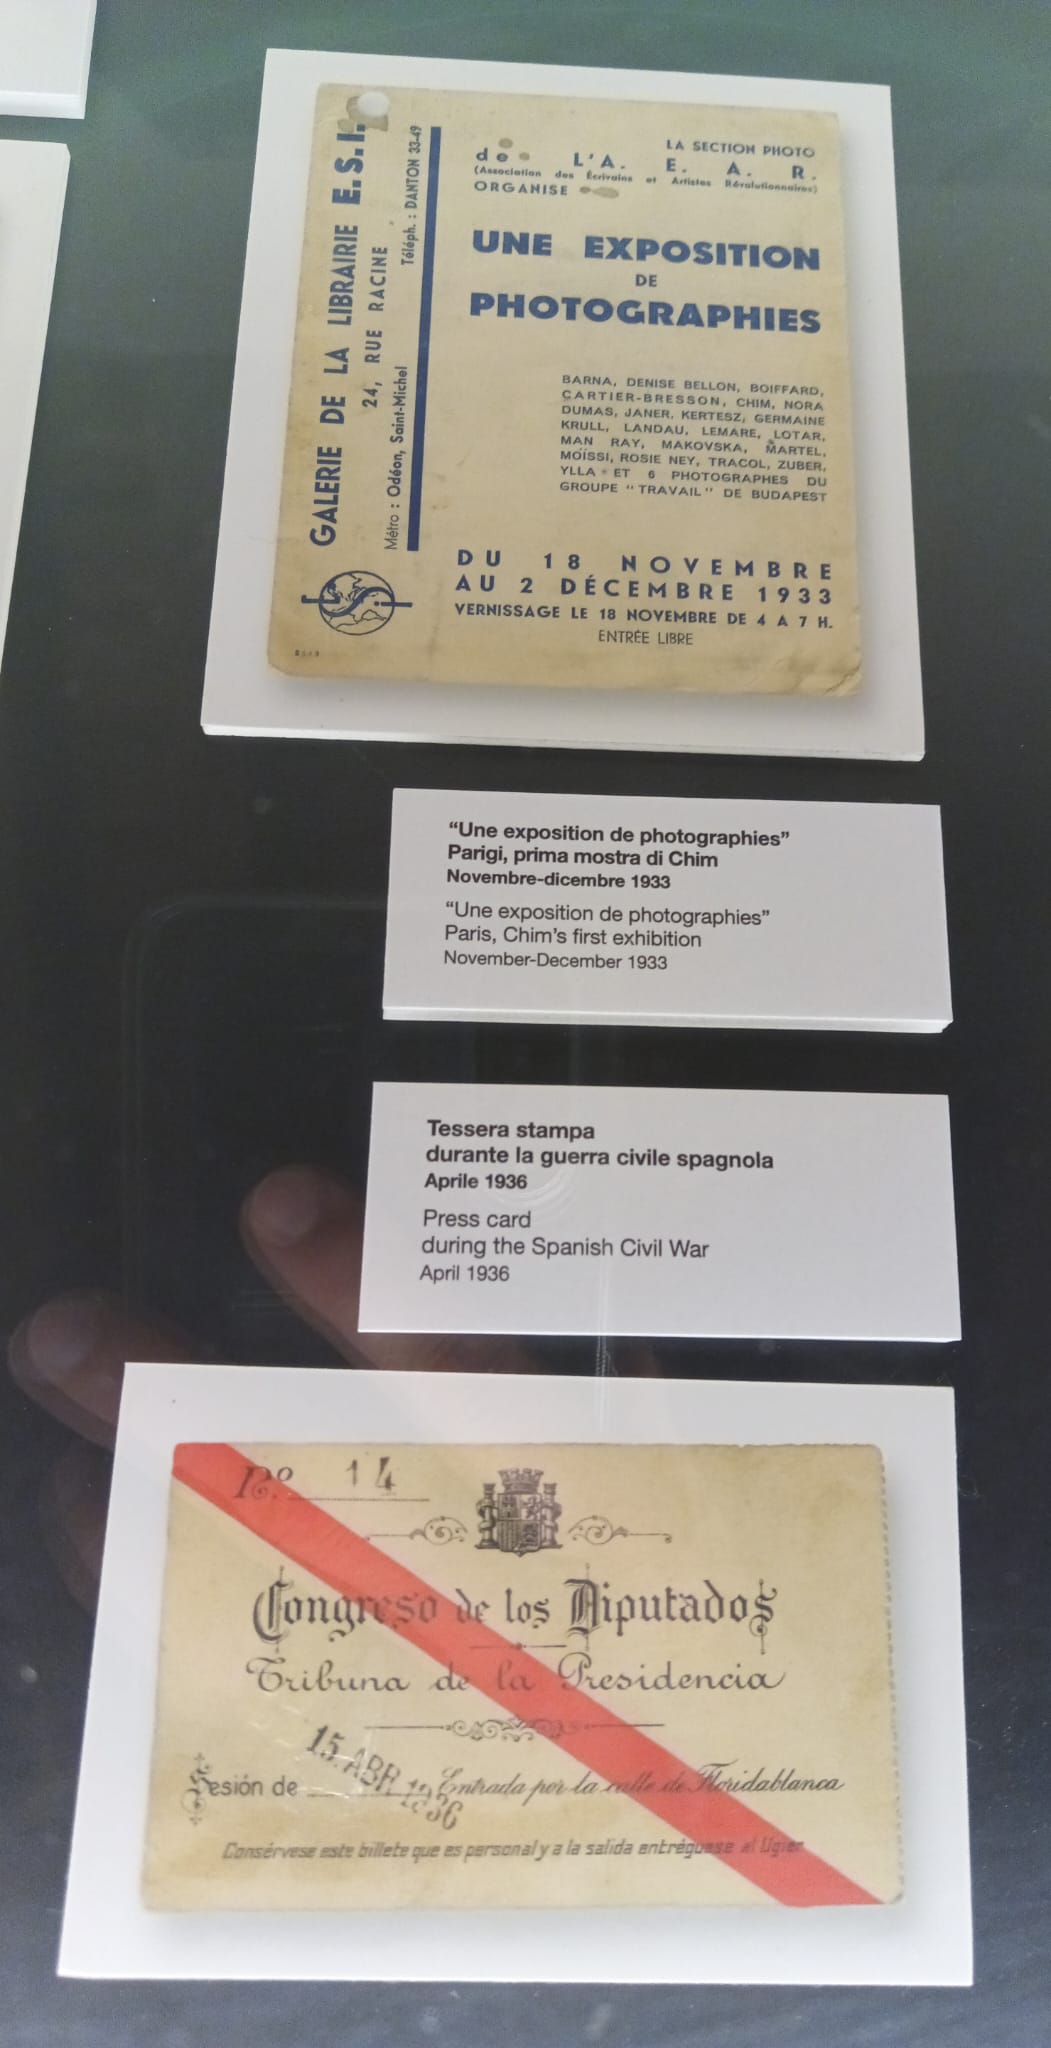 GALERIE DE LA LIBRAIRIE E.S.I.
24, RUE RACINE
Métro : Odéon, Saint-Michel Téléph. : DANTON 33-49
LA SECTION PHOTO
de L'A. E. A. R.
(Association des Écrivains et Artistes Révolutionnaires)
ORGANISE
UNE EXPOSITION
DE
PHOTOGRAPHIES
BARNA, DENISE BELLON, BOIFFARD,
CARTIER-BRESSON, CHIM, NORA
DUMAS, JANER, KERTESZ, GERMAINE
KRULL, LANDAU, LEMARE, LOTAR,
MAN RAY, MAKOVSKA, MARTEL,
MOÏSSI, ROSIE NEY, TRACOL, ZUBER,
YLLA ET 6 PHOTOGRAPHES DU
GROUPE "TRAVAIL" DE BUDAPEST
DU 18 NOVEMBRE
AU 2 DÉCEMBRE 1933
VERNISSAGE LE 18 NOVEMBRE DE 4 A 7 H.
ENTRÉE LIBRE
“Une exposition de photographies”
Parigi, prima mostra di Chim
Novembre-dicembre 1933
“Une exposition de photographies”
Paris, Chim's first exhibition
November-December 1933
Tessera stampa
durante la guerra civile spagnola
Aprile 1936
Press card
during the Spanish Civil War
April 1936
No. 14
Congreso de los Diputados
Tribuna de la Presidencia
Sesión de 15 ABR 1936 Entrada por la calle de Floridablanca
Consérvese este billete que es personal y a la salida entréguese al Ugier